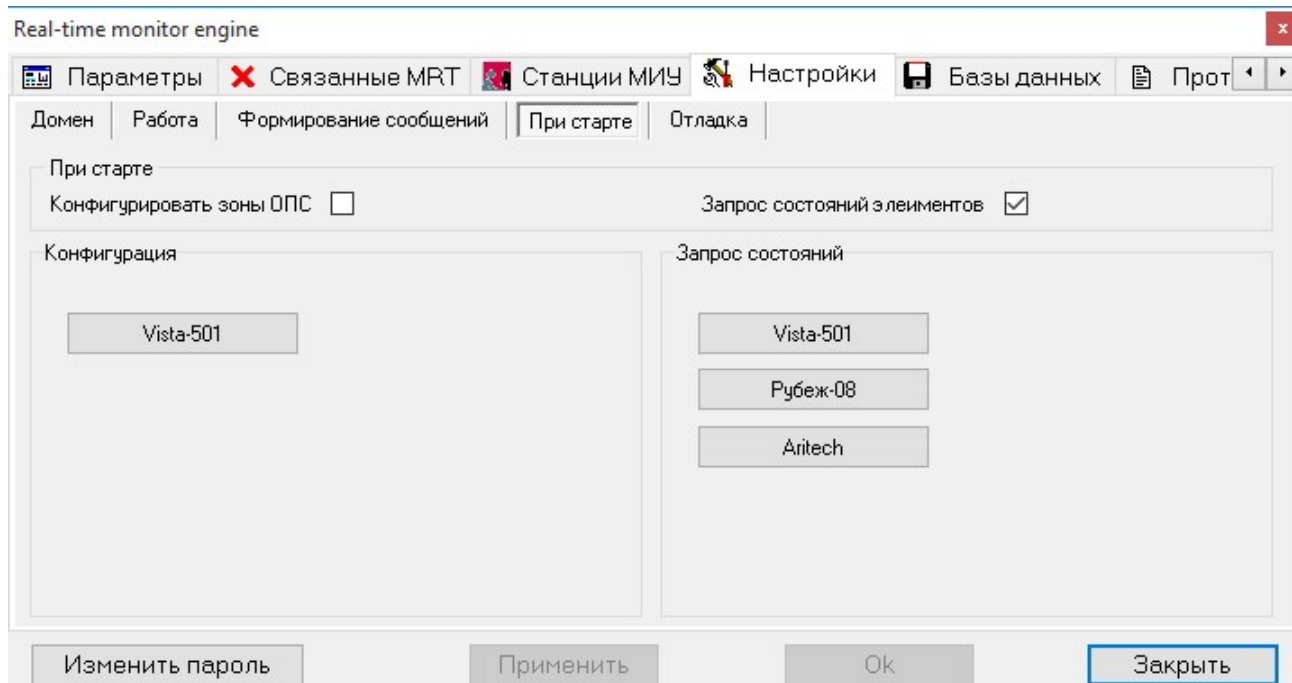 Real-time monitor engine
Параметры Связанные MRT Станции МИУ Настройки Базы данных Прот
Домен Работа Формирование сообщений При старте Отладка
При старте
Конфигурировать зоны ОПС Запрос состояний элеиментов
Конфигурация Запрос состояний
Vista-501 Vista-501
Рубеж-08
Aritech
Изменить пароль Применить Ok Закрыть